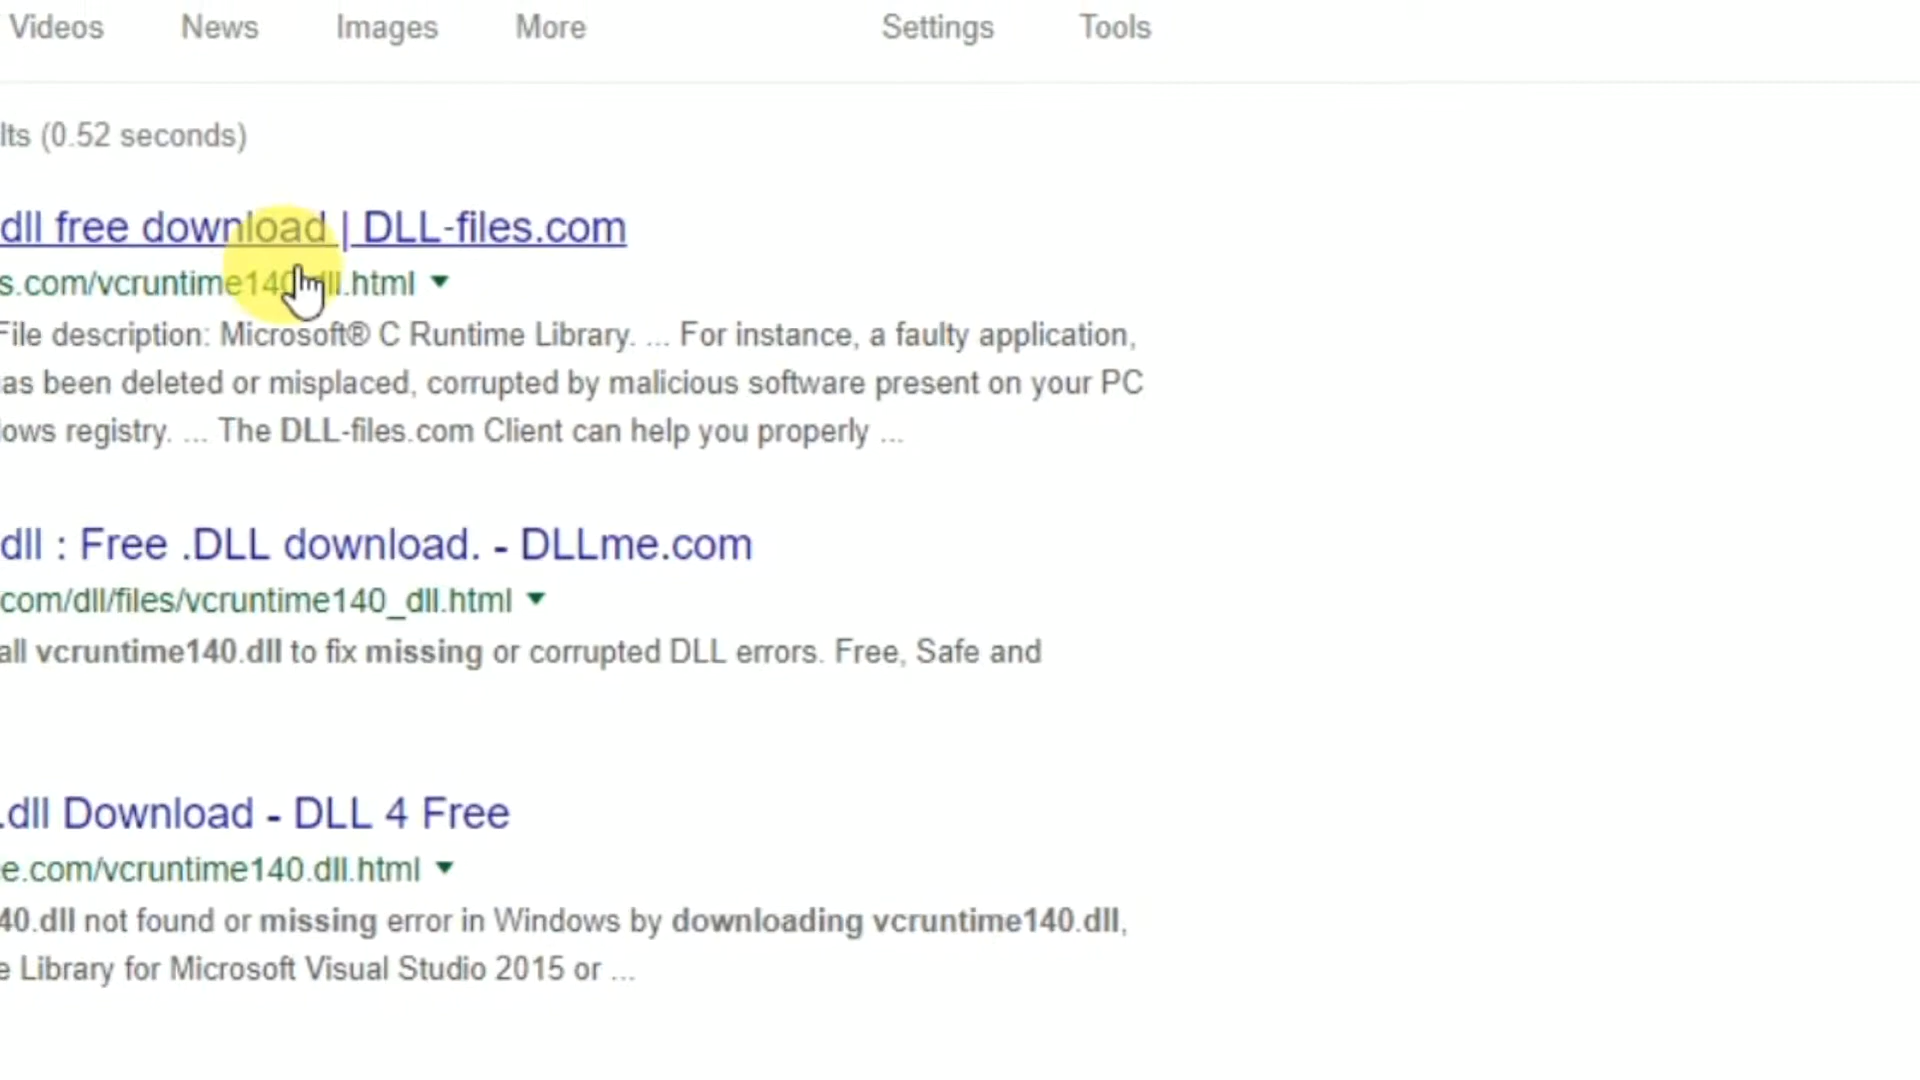 Videos News Images More Settings Tools
lts (0.52 seconds)
dll free download | DLL-files.com
s.com/vcruntime140.dll.html
File description: Microsoft® C Runtime Library. ... For instance, a faulty application,
as been deleted or misplaced, corrupted by malicious software present on your PC
lows registry. ... The DLL-files.com Client can help you properly ...
dll : Free .DLL download. - DLLme.com
com/dll/files/vcruntime140_dll.html
all vcruntime140.dll to fix missing or corrupted DLL errors. Free, Safe and
.dll Download - DLL 4 Free
e.com/vcruntime140.dll.html
40.dll not found or missing error in Windows by downloading vcruntime140.dll,
e Library for Microsoft Visual Studio 2015 or ...